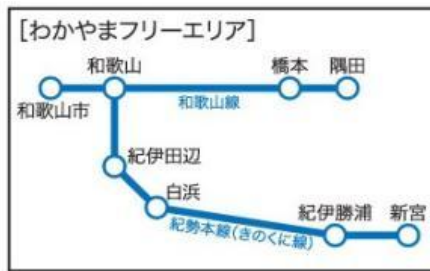 [わかやまフリーエリア]
和歌山
橋本
隅田
和歌山市
和歌山線
紀伊田辺
白浜
紀伊勝浦
新宮
紀勢本線(きのくに線)